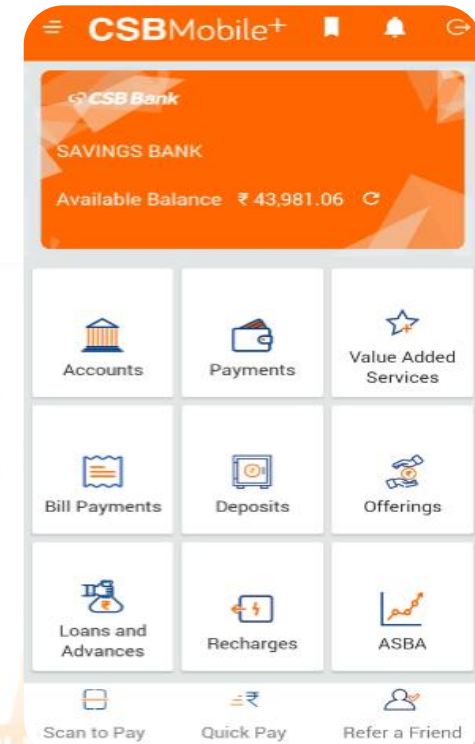 CSBMobile+
CSB Bank
SAVINGS BANK
Available Balance ₹ 43,981.06
Accounts
Payments
Value Added
Services
Bill Payments
Deposits
Offerings
Loans and
Advances
Recharges
ASBA
Scan to Pay
Quick Pay
Refer a Friend